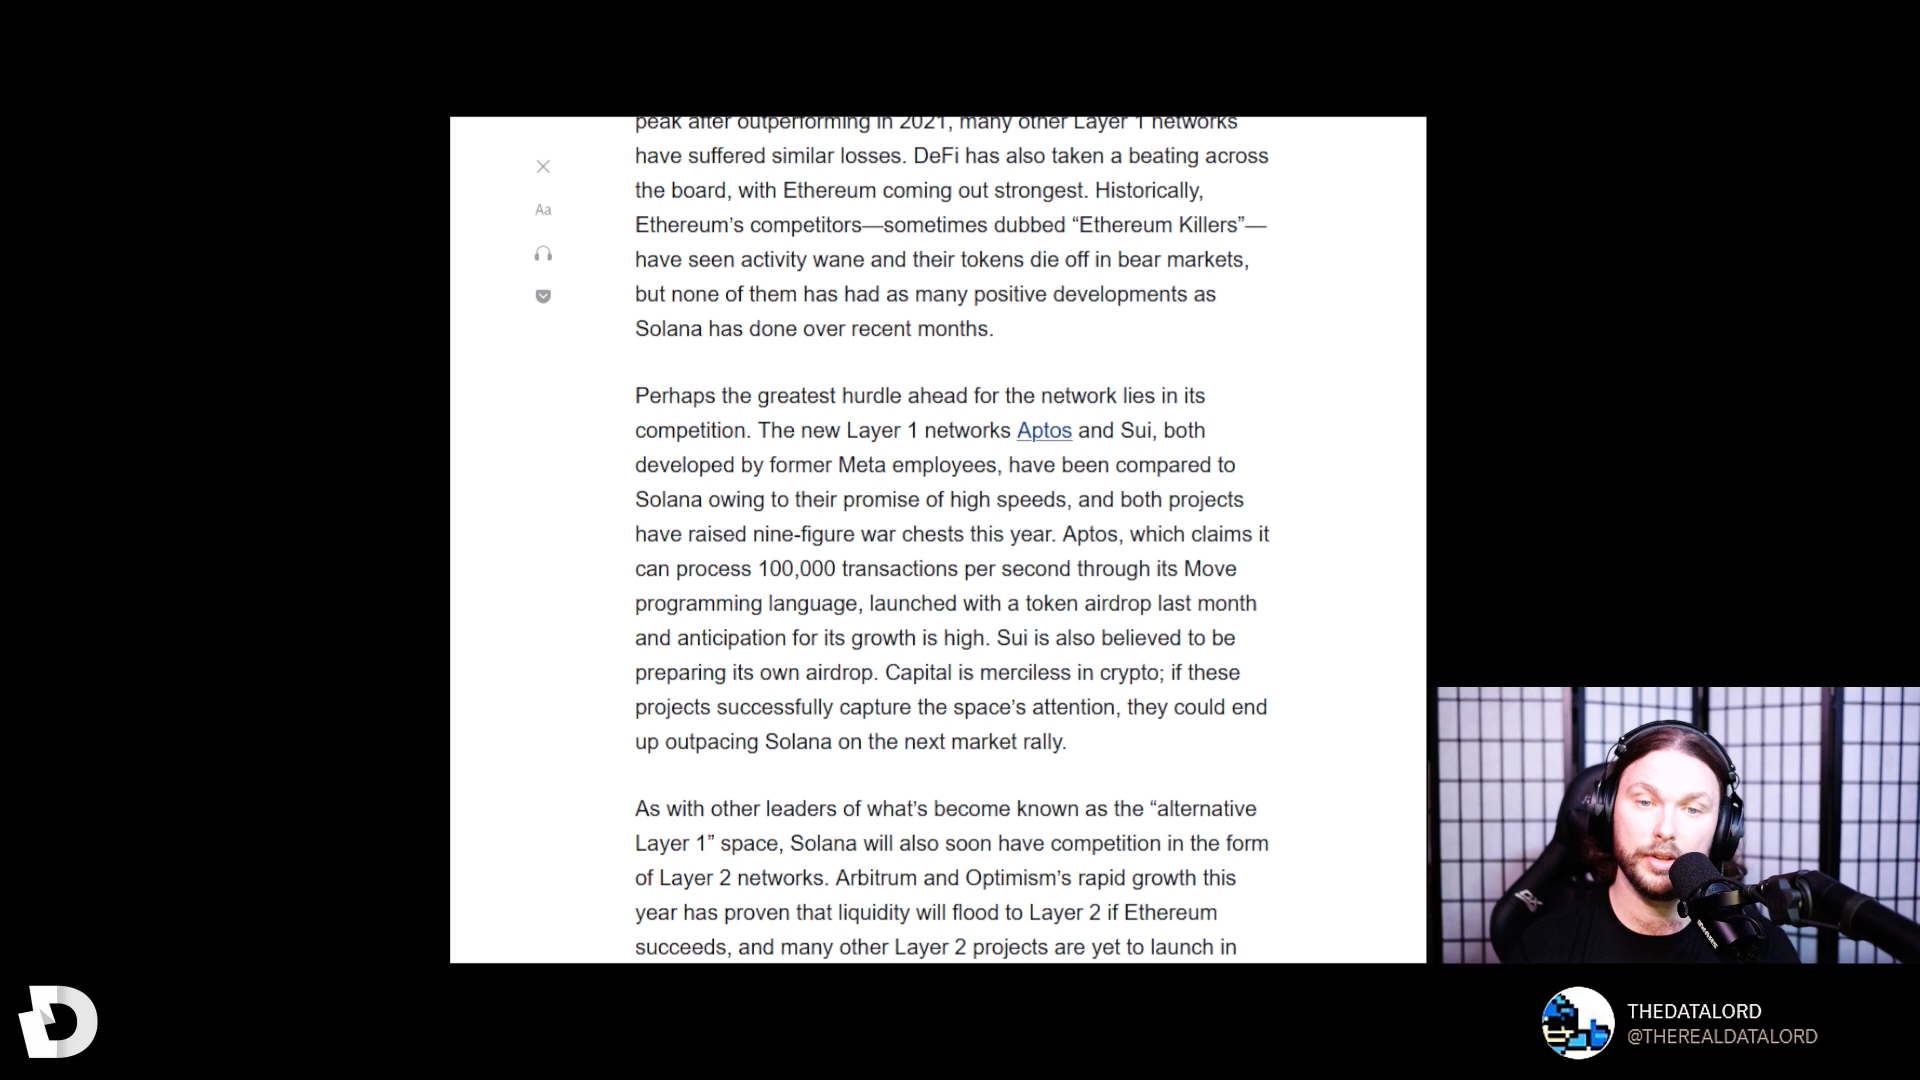 peak after outperforming in 2021, many other Layer 1 networks
have suffered similar losses. DeFi has also taken a beating across
the board, with Ethereum coming out strongest. Historically,
Ethereum’s competitors—sometimes dubbed “Ethereum Killers”—
have seen activity wane and their tokens die off in bear markets,
but none of them has had as many positive developments as
Solana has done over recent months.
Perhaps the greatest hurdle ahead for the network lies in its
competition. The new Layer 1 networks Aptos and Sui, both
developed by former Meta employees, have been compared to
Solana owing to their promise of high speeds, and both projects
have raised nine-figure war chests this year. Aptos, which claims it
can process 100,000 transactions per second through its Move
programming language, launched with a token airdrop last month
and anticipation for its growth is high. Sui is also believed to be
preparing its own airdrop. Capital is merciless in crypto; if these
projects successfully capture the space’s attention, they could end
up outpacing Solana on the next market rally.
As with other leaders of what’s become known as the “alternative
Layer 1” space, Solana will also soon have competition in the form
of Layer 2 networks. Arbitrum and Optimism’s rapid growth this
year has proven that liquidity will flood to Layer 2 if Ethereum
succeeds, and many other Layer 2 projects are yet to launch in
Aa
D
THEDATALORD
@THEREALDATALORD